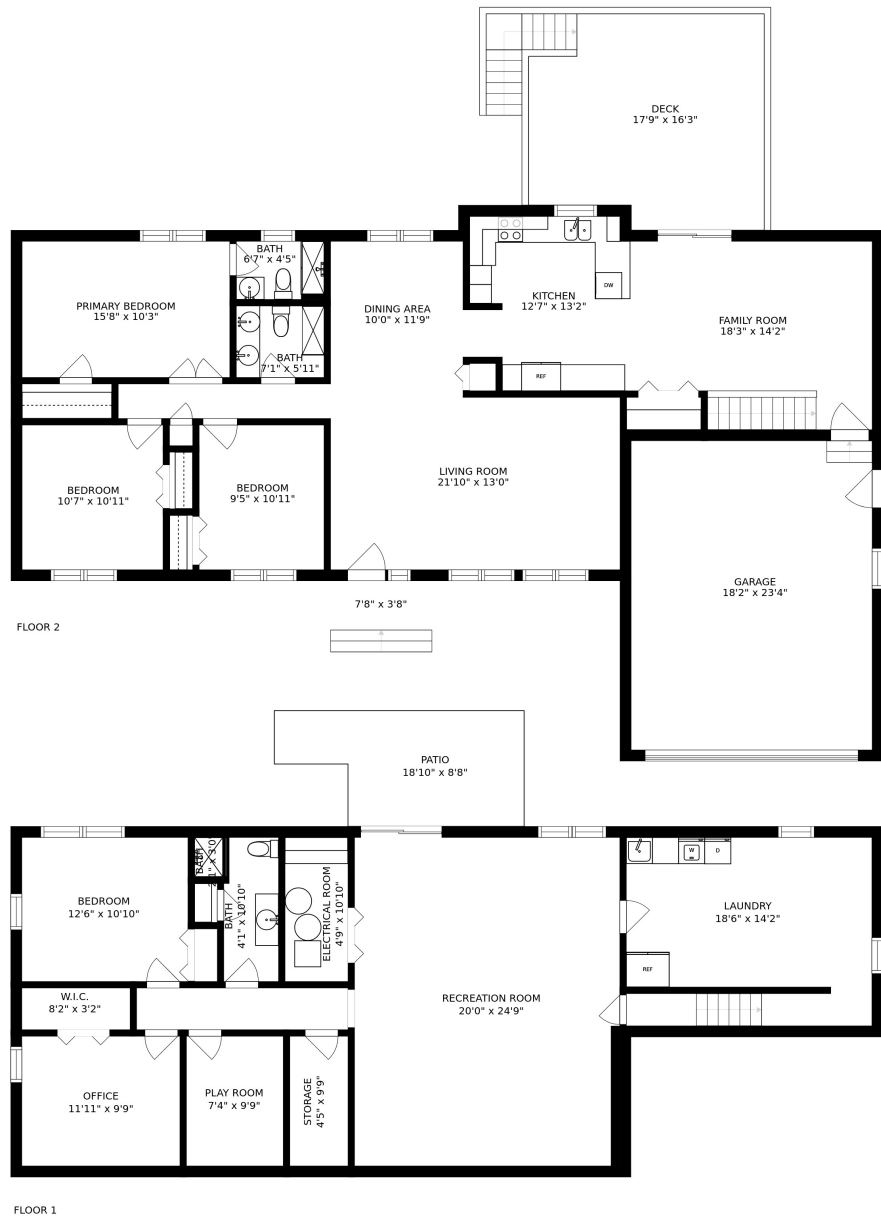 DECK
17'9" x 16'3"
BATH
6'7" x 4'5"
PRIMARY BEDROOM
15'8" x 10'3"
DINING AREA
10'0" x 11'9"
KITCHEN
12'7" x 13'2"
DW
FAMILY ROOM
18'3" x 14'2"
BATH
7'1" x 5'11"
REF
BEDROOM
10'7" x 10'11"
BEDROOM
9'5" x 10'11"
LIVING ROOM
21'10" x 13'0"
GARAGE
18'2" x 23'4"
7'8" x 3'8"
FLOOR 2
PATIO
18'10" x 8'8"
BATH
BEDROOM
12'6" x 10'10"
BATH
4'1" x 10'10"
ELECTRICAL ROOM
4'9" x 10'10"
W
D
LAUNDRY
18'6" x 14'2"
REF
W.I.C.
8'2" x 3'2"
RECREATION ROOM
20'0" x 24'9"
OFFICE
11'11" x 9'9"
PLAY ROOM
7'4" x 9'9"
STORAGE
4'5" x 9'9"
FLOOR 1